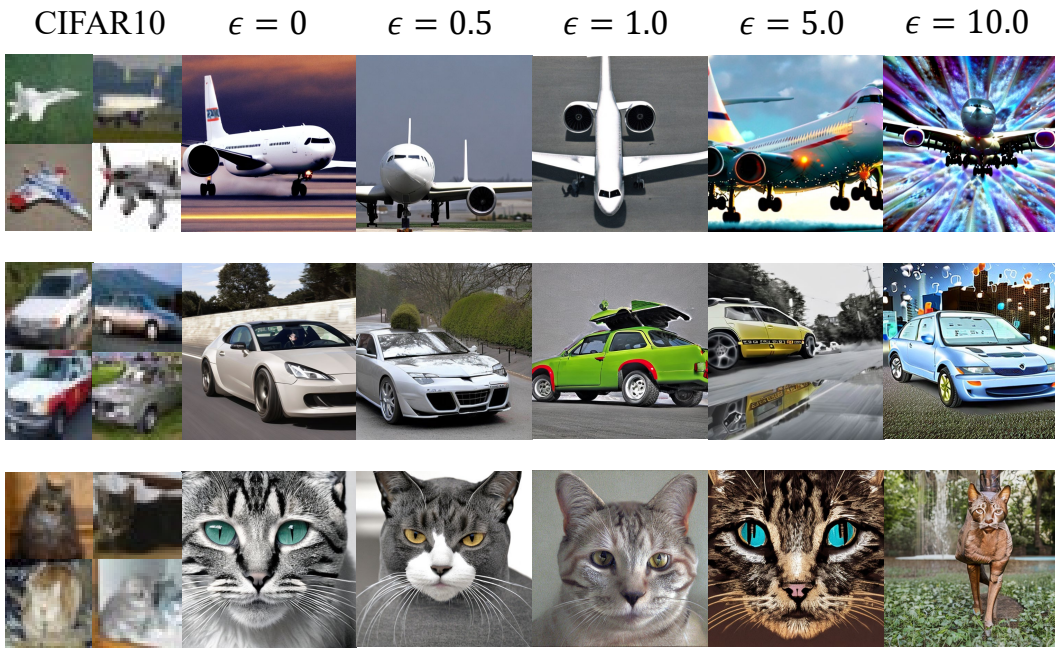 CIFAR10 ϵ = 0 ϵ = 0.5 ϵ = 1.0 ϵ = 5.0 ϵ = 10.0